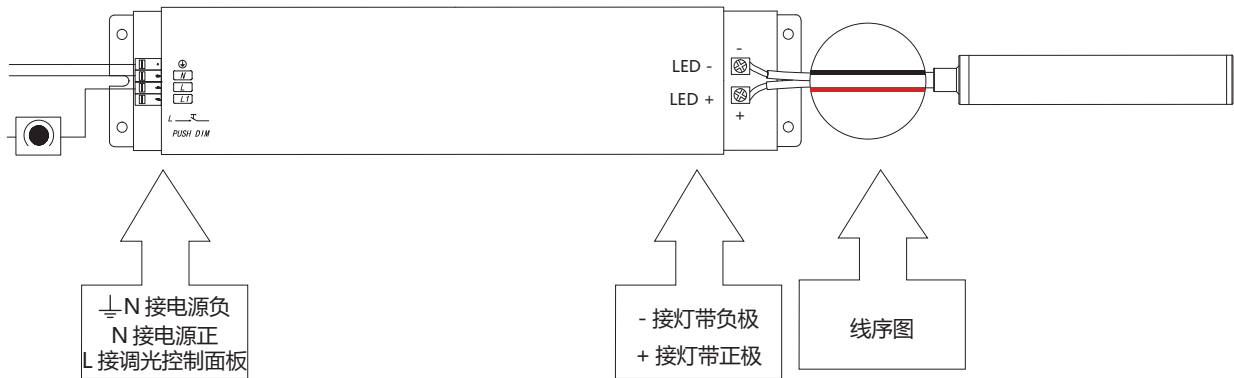 ⏚
N
L
L1
L
PUSH DIM
LED -
-
LED +
+
⏚N 接电源负
N 接电源正
L 接调光控制面板
- 接灯带负极
+ 接灯带正极
线序图